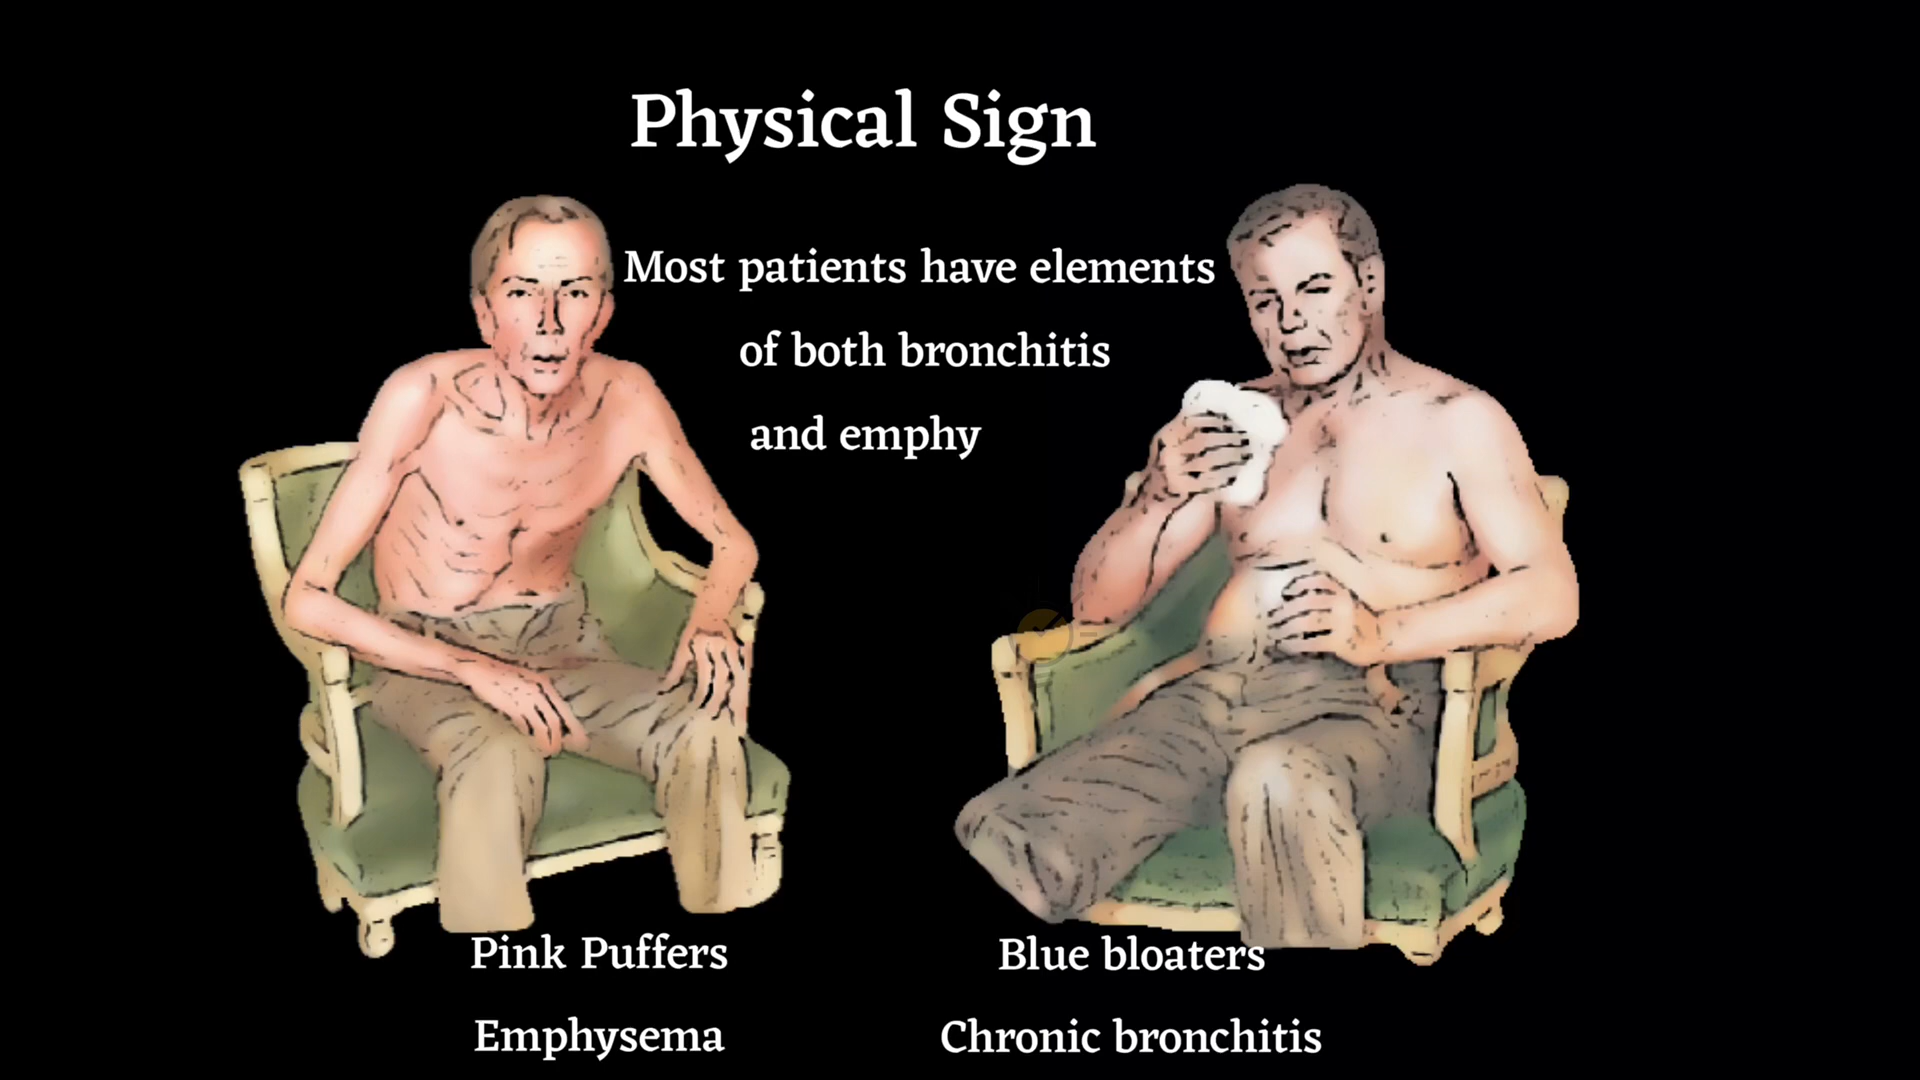 Physical Sign
Most patients have elements
of both bronchitis
and emphy
Pink Puffers
Emphysema
Blue bloaters
Chronic bronchitis